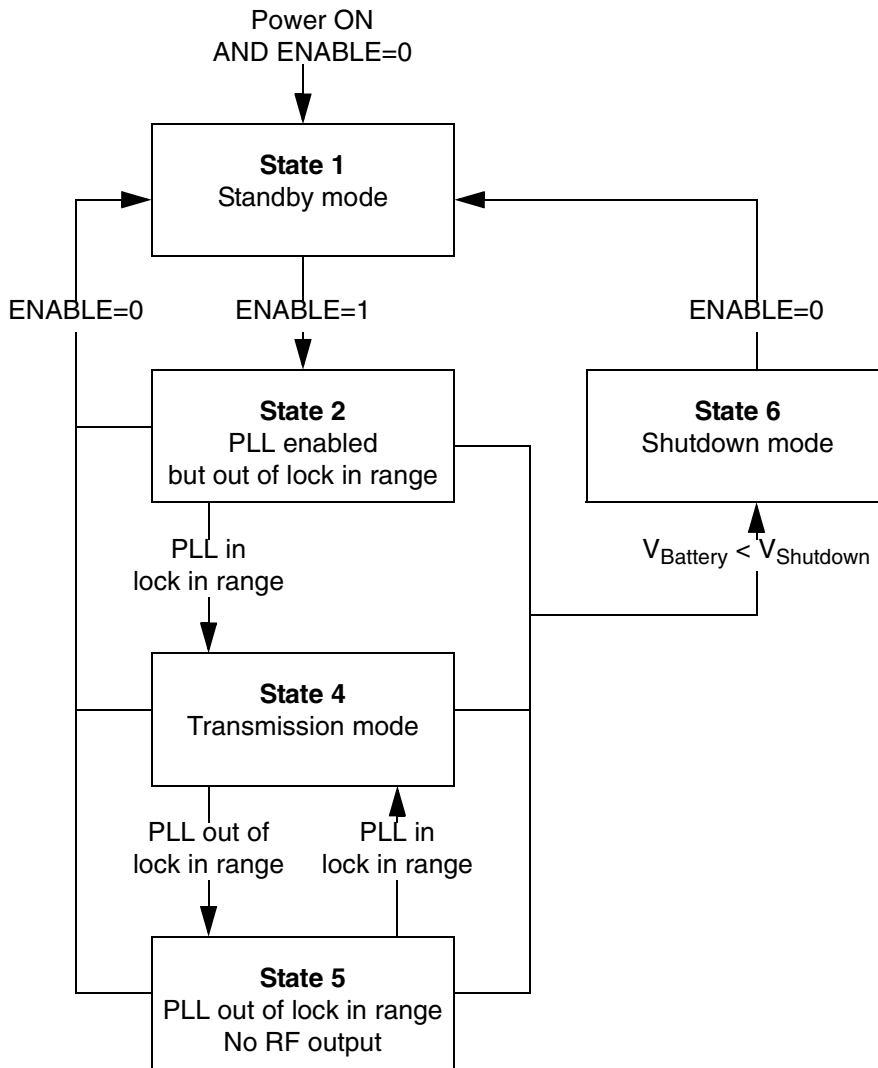 Power ON
AND ENABLE=0
State 1
Standby mode
ENABLE=0
ENABLE=1
ENABLE=0
State 2
PLL enabled
but out of lock in range
State 6
Shutdown mode
PLL in
lock in range
VBattery < VShutdown
State 4
Transmission mode
PLL out of
lock in range
PLL in
lock in range
State 5
PLL out of lock in range
No RF output